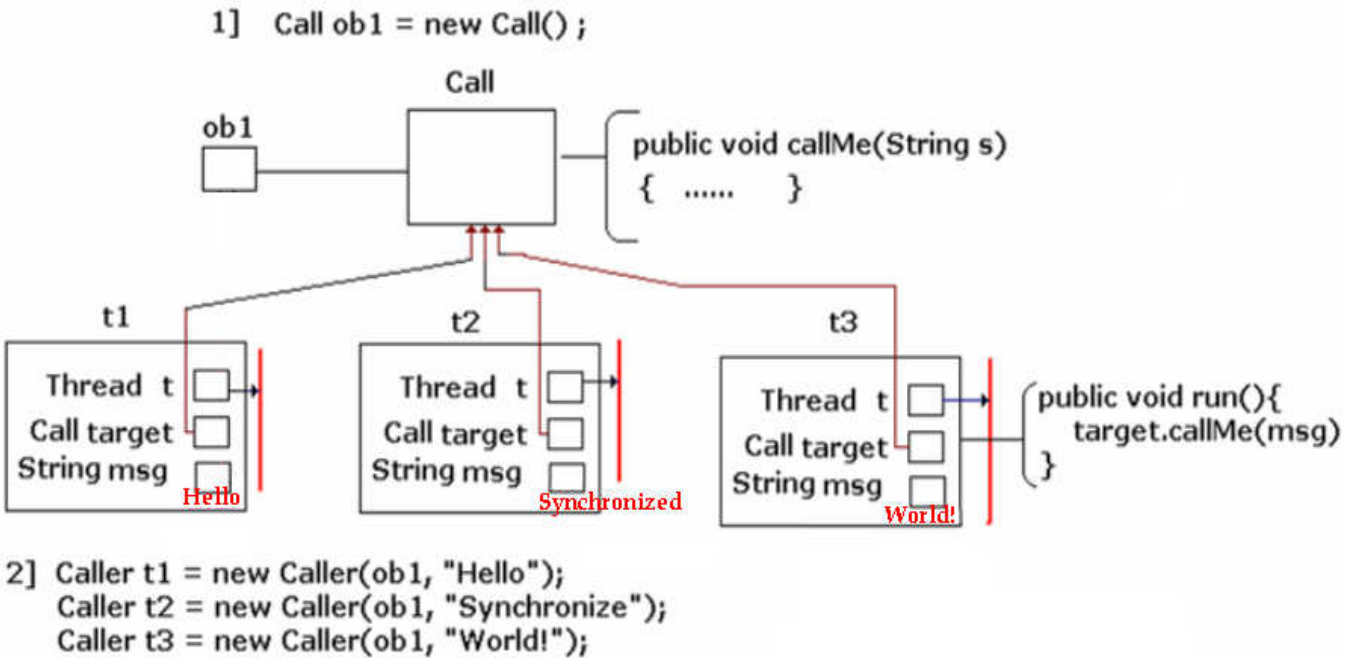 1] Call ob1 = new Call() ;
Call
ob1
public void callMe(String s)
{ ...... }
t1
t2
t3
Thread t
Call target
String msg
Hello
Thread t
Call target
String msg
Synchronized
Thread t
Call target
String msg
World!
public void run(){
target.callMe(msg)
}
2] Caller t1 = new Caller(ob1, "Hello");
Caller t2 = new Caller(ob1, "Synchronize");
Caller t3 = new Caller(ob1, "World!");